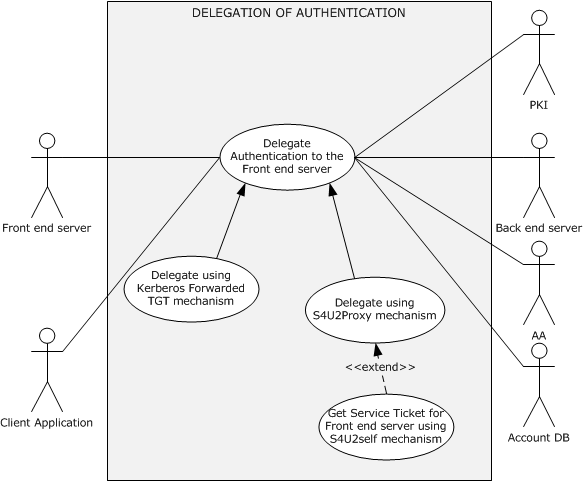 DELEGATION OF AUTHENTICATION
PKI
Delegate
Authentication to the
Front end server
Front end server
Back end server
Delegate using
Kerberos Forwarded
TGT mechanism
Delegate using
S4U2Proxy mechanism
AA
<<extend>>
Client Application
Get Service Ticket for
Front end server using
S4U2self mechanism
Account DB